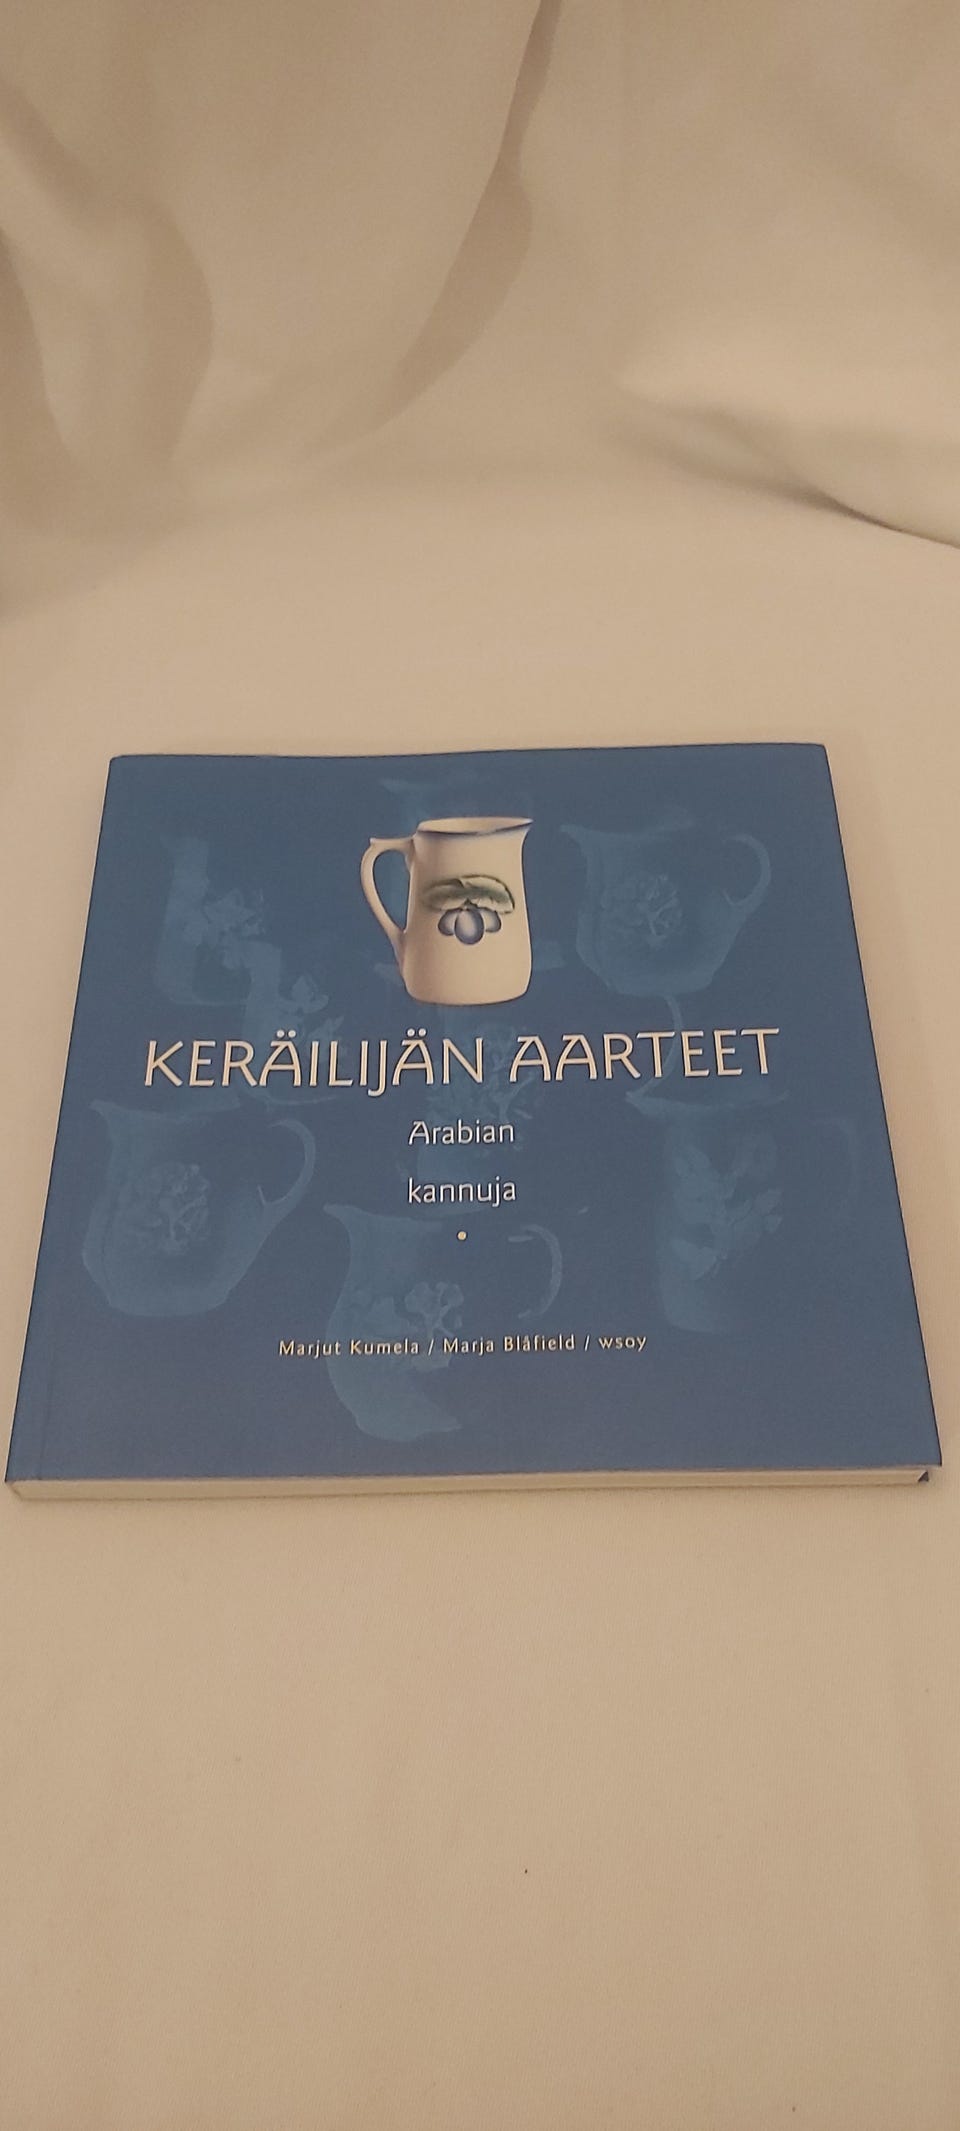 KERÄILIJÄN AARTEET
Arabian
kannuja
Marjut Kumela / Marja Blåfield / wsoy